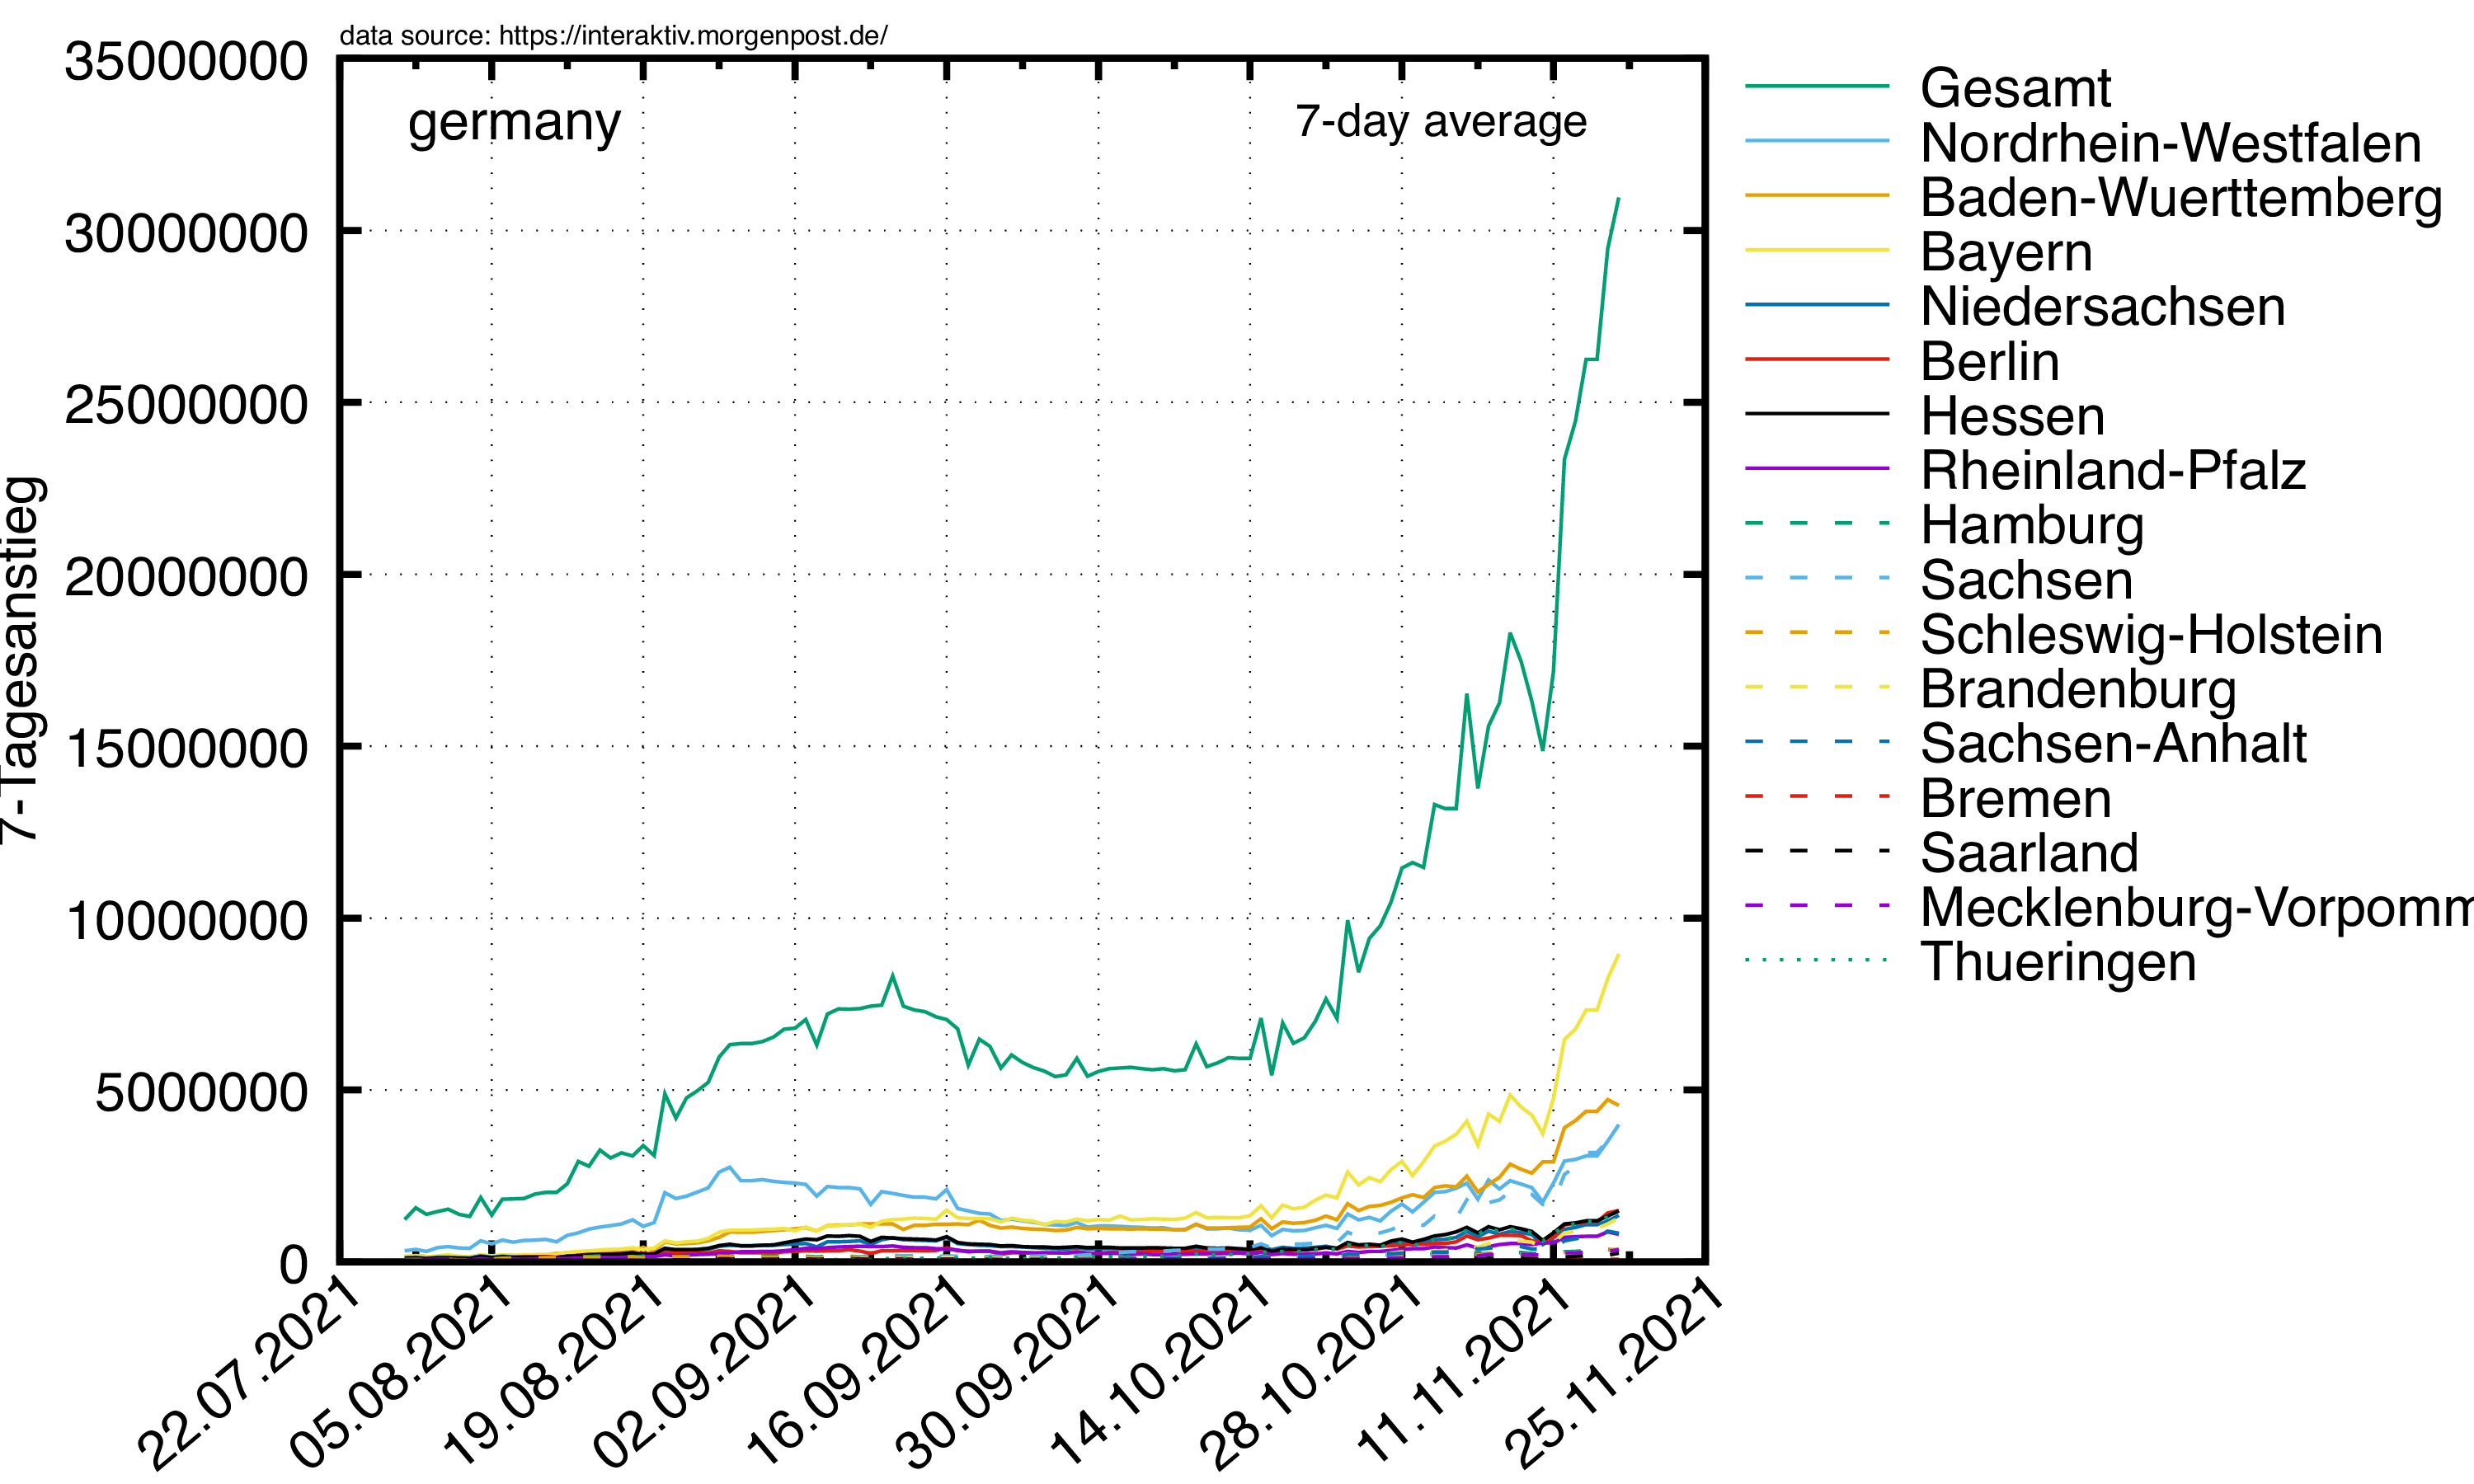 data source: https://interaktiv.morgenpost.de/
germany
7-day average
35000000
30000000
25000000
20000000
15000000
10000000
5000000
0
7-Tagesanstieg
22.07.2021
05.08.2021
19.08.2021
02.09.2021
16.09.2021
30.09.2021
14.10.2021
28.10.2021
11.11.2021
25.11.2021
Gesamt
Nordrhein-Westfalen
Baden-Wuerttemberg
Bayern
Niedersachsen
Berlin
Hessen
Rheinland-Pfalz
Hamburg
Sachsen
Schleswig-Holstein
Brandenburg
Sachsen-Anhalt
Bremen
Saarland
Mecklenburg-Vorpomm
Thueringen